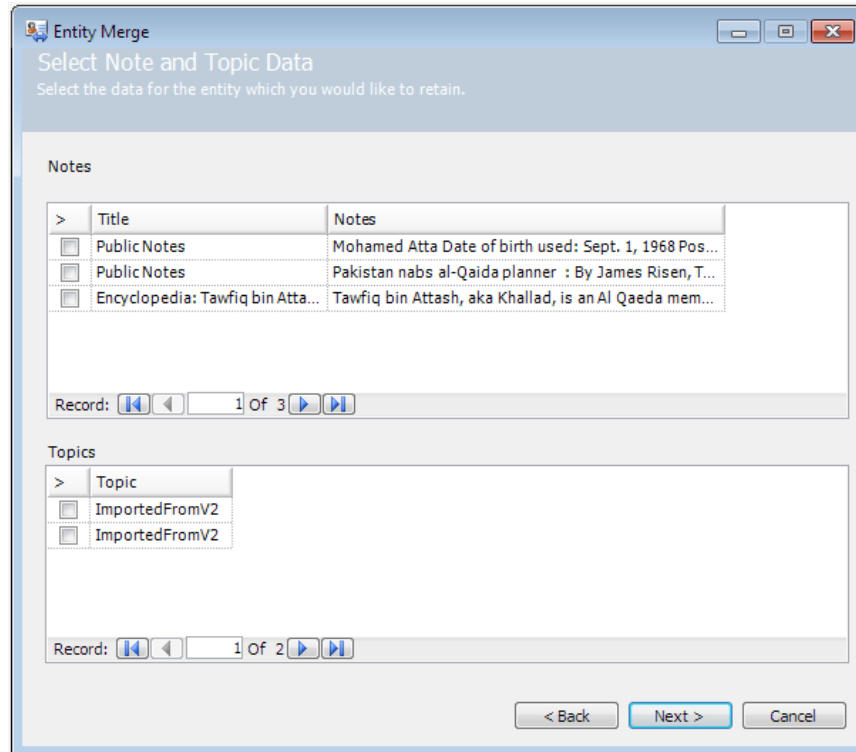 Entity Merge
Select Note and Topic Data
Select the data for the entity which you would like to retain.
Notes
> Title Notes
Public Notes Mohamed Atta Date of birth used: Sept. 1, 1968 Pos...
Public Notes Pakistan nabs al-Qaida planner : By James Risen, T...
Encyclopedia: Tawfiq bin Atta... Tawfiq bin Attash, aka Khallad, is an Al Qaeda mem...
Record: 1 Of 3
Topics
> Topic
ImportedFromV2
ImportedFromV2
Record: 1 Of 2
< Back Next > Cancel